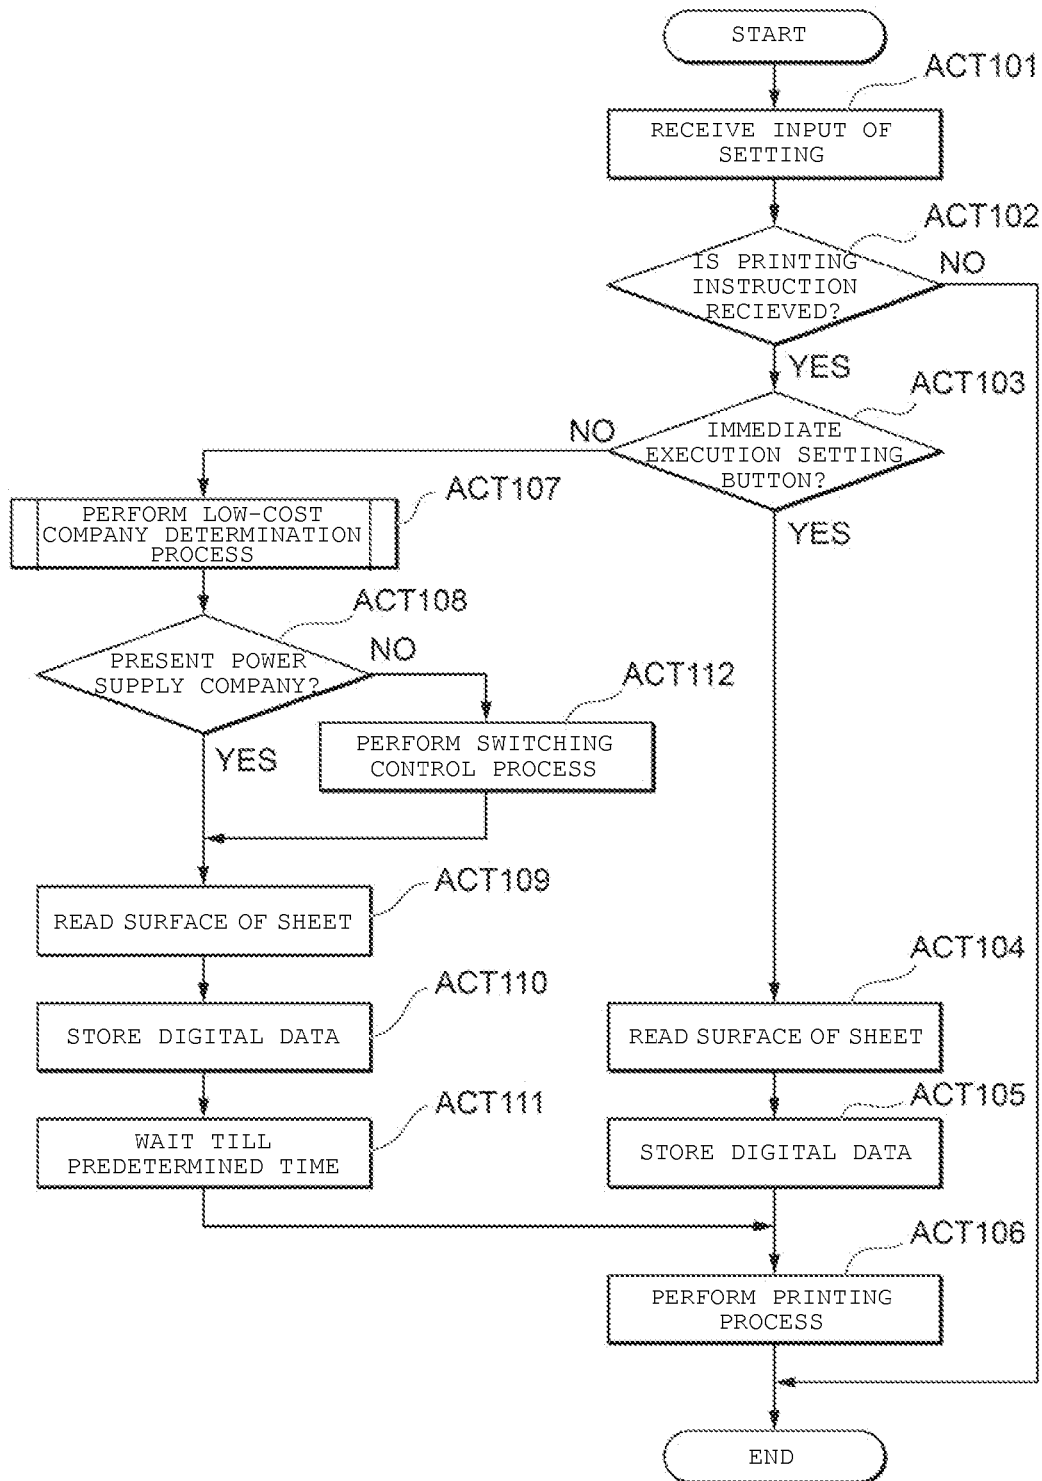 START
ACT101
RECEIVE INPUT OF
SETTING
ACT102
IS PRINTING
INSTRUCTION
RECIEVED?
NO
YES
ACT103
IMMEDIATE
EXECUTION SETTING
BUTTON?
NO
YES
ACT107
PERFORM LOW-COST
COMPANY DETERMINATION
PROCESS
ACT108
PRESENT POWER
SUPPLY COMPANY?
NO
YES
ACT112
PERFORM SWITCHING
CONTROL PROCESS
ACT109
READ SURFACE OF SHEET
ACT110
STORE DIGITAL DATA
ACT111
WAIT TILL
PREDETERMINED TIME
ACT104
READ SURFACE OF SHEET
ACT105
STORE DIGITAL DATA
ACT106
PERFORM PRINTING
PROCESS
END